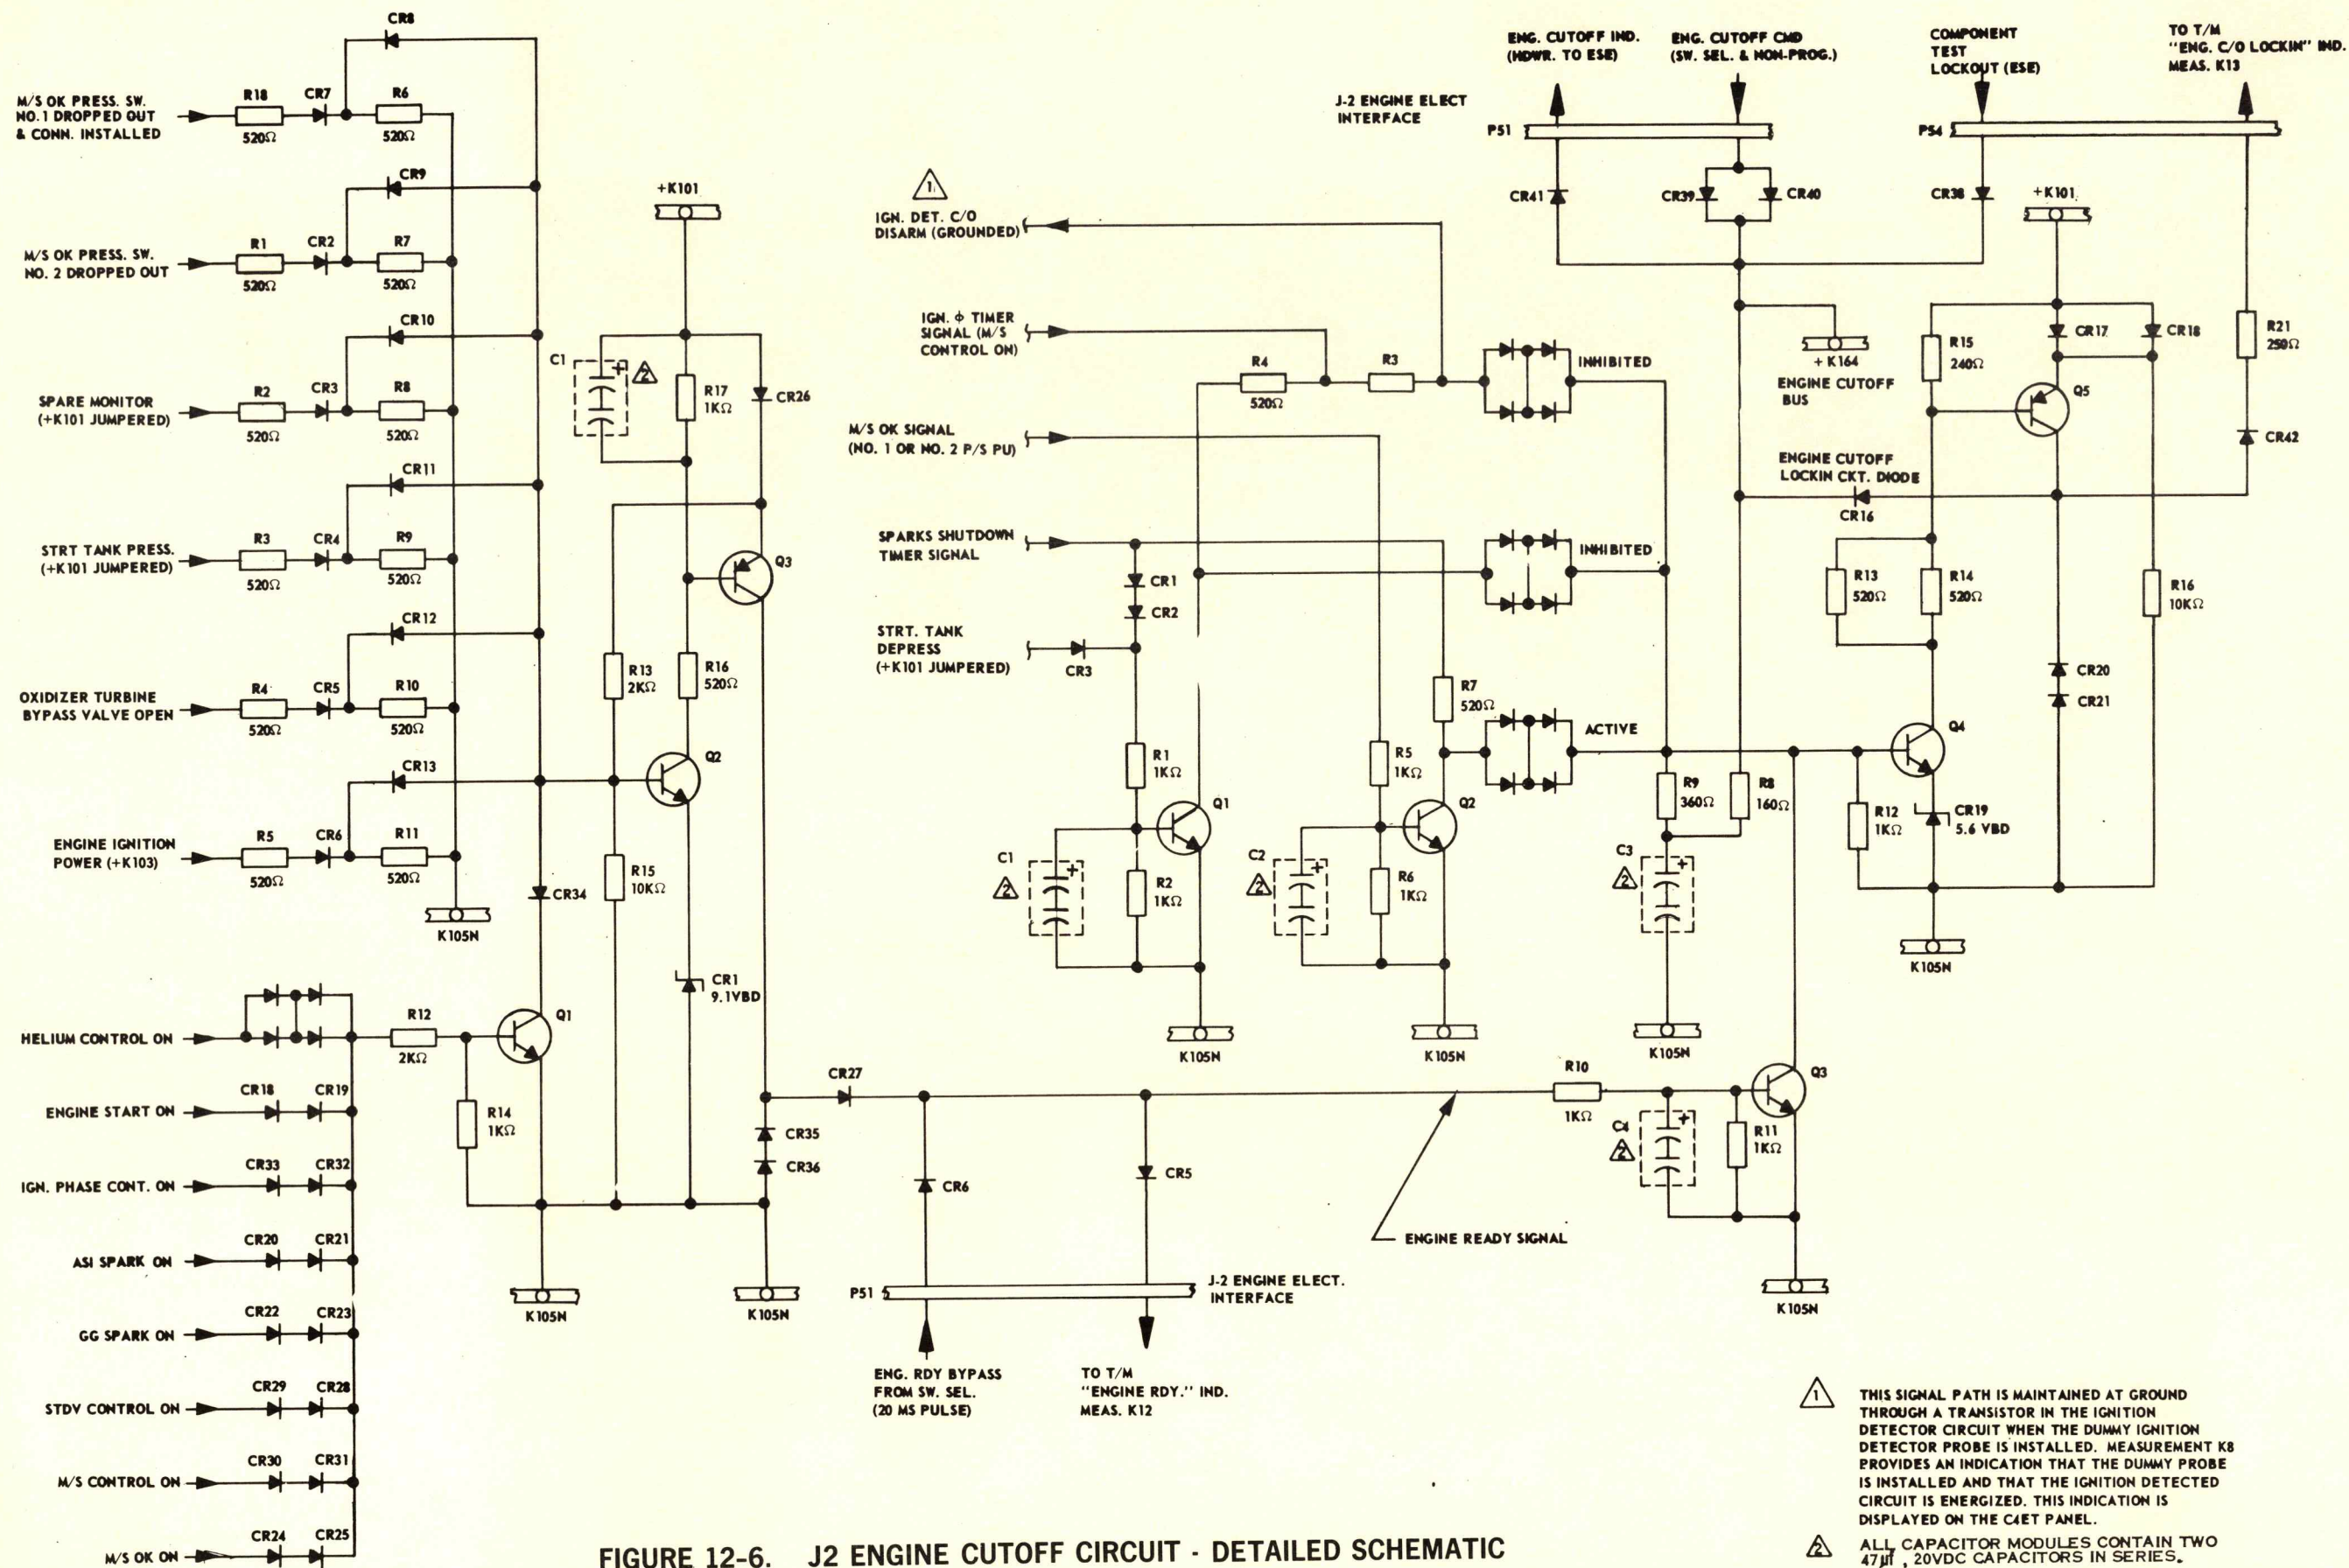 CR8
M/S OK PRESS. SW.
NO.1 DROPPED OUT
& CONN. INSTALLED
R18
520Ω
CR7
R6
520Ω
CR9
M/S OK PRESS. SW.
NO. 2 DROPPED OUT
R1
520Ω
CR2
R7
520Ω
CR10
SPARE MONITOR
(+K101 JUMPERED)
R2
520Ω
CR3
R8
520Ω
CR11
STRT TANK PRESS.
(+K101 JUMPERED)
R3
520Ω
CR4
R9
520Ω
CR12
OXIDIZER TURBINE
BYPASS VALVE OPEN
R4
520Ω
CR5
R10
520Ω
CR13
ENGINE IGNITION
POWER (+K103)
R5
520Ω
CR6
R11
520Ω
K105N
HELIUM CONTROL ON
R12
2KΩ
Q1
CR34
ENGINE START ON
CR18
CR19
R14
1KΩ
IGN. PHASE CONT. ON
CR33
CR32
ASI SPARK ON
CR20
CR21
GG SPARK ON
CR22
CR23
STDV CONTROL ON
CR29
CR28
M/S CONTROL ON
CR30
CR31
M/S OK ON
CR24
CR25
K105N
+K101
C1
+
2
R17
1KΩ
CR26
Q3
R13
2KΩ
R16
520Ω
Q2
R15
10KΩ
CR1
9.1VBD
CR27
CR35
CR36
K105N
CR6
CR5
P51
J-2 ENGINE ELECT.
INTERFACE
ENG. RDY BYPASS
FROM SW. SEL.
(20 MS PULSE)
TO T/M
"ENGINE RDY." IND.
MEAS. K12
ENGINE READY SIGNAL
1
IGN. DET. C/O
DISARM (GROUNDED)
IGN. ϕ TIMER
SIGNAL (M/S
CONTROL ON)
R4
520Ω
R3
INHIBITED
M/S OK SIGNAL
(NO. 1 OR NO. 2 P/S PU)
SPARKS SHUTDOWN
TIMER SIGNAL
INHIBITED
CR1
CR2
STRT. TANK
DEPRESS
(+K101 JUMPERED)
CR3
R7
520Ω
ACTIVE
R1
1KΩ
Q1
C1
+
2
R2
1KΩ
K105N
R5
1KΩ
Q2
C2
+
2
R6
1KΩ
K105N
R9
360Ω
R8
160Ω
C3
+
2
K105N
R10
1KΩ
Q3
C4
+
2
R11
1KΩ
K105N
ENG. CUTOFF IND.
(HDWR. TO ESE)
ENG. CUTOFF CMD
(SW. SEL. & NON-PROG.)
COMPONENT
TEST
LOCKOUT (ESE)
TO T/M
"ENG. C/O LOCKIN" IND.
MEAS. K13
J-2 ENGINE ELECT
INTERFACE
P51
P54
CR41
CR39
CR40
CR38
+K101
+K164
ENGINE CUTOFF
BUS
R15
240Ω
CR17
CR18
R21
250Ω
Q5
CR42
ENGINE CUTOFF
LOCKIN CKT. DIODE
CR16
R13
520Ω
R14
520Ω
R16
10KΩ
CR20
CR21
Q4
R12
1KΩ
CR19
5.6 VBD
K105N
1
THIS SIGNAL PATH IS MAINTAINED AT GROUND
THROUGH A TRANSISTOR IN THE IGNITION
DETECTOR CIRCUIT WHEN THE DUMMY IGNITION
DETECTOR PROBE IS INSTALLED. MEASUREMENT K8
PROVIDES AN INDICATION THAT THE DUMMY PROBE
IS INSTALLED AND THAT THE IGNITION DETECTED
CIRCUIT IS ENERGIZED. THIS INDICATION IS
DISPLAYED ON THE C4ET PANEL.
2
ALL CAPACITOR MODULES CONTAIN TWO
47μf, 20VDC CAPACITORS IN SERIES.
FIGURE 12-6. J2 ENGINE CUTOFF CIRCUIT - DETAILED SCHEMATIC